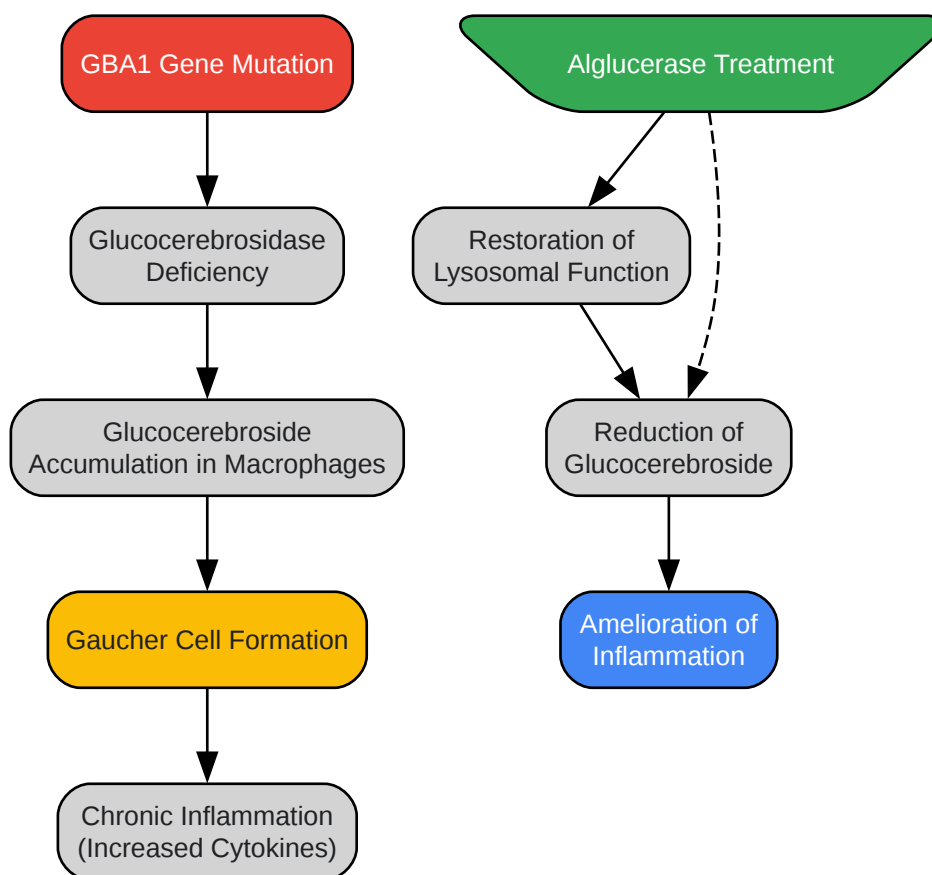 GBA1 Gene Mutation
Glucocerebrosidase
Deficiency
Glucocerebroside
Accumulation in Macrophages
Gaucher Cell Formation
Chronic Inflammation
(Increased Cytokines)
Alglucerase Treatment
Restoration of
Lysosomal Function
Reduction of
Glucocerebroside
Amelioration of
Inflammation